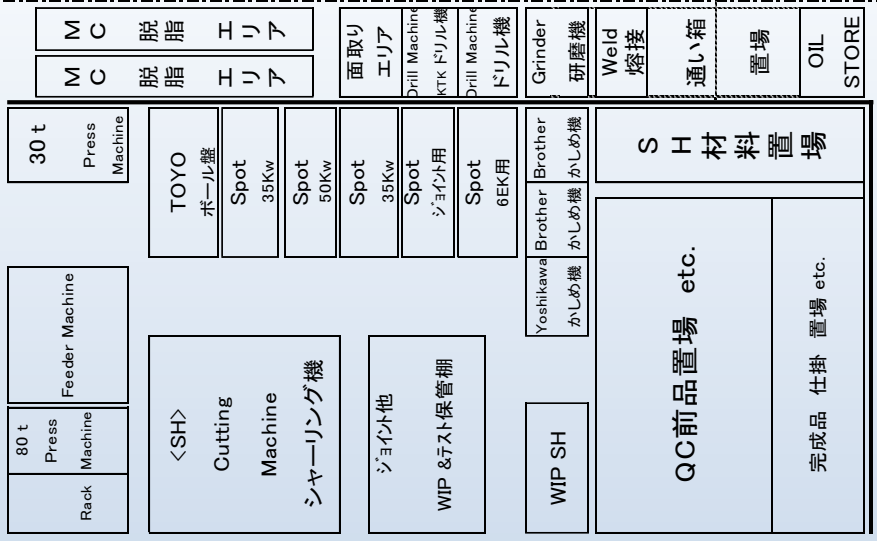 MC 脱脂 エリア
MC 脱脂 エリア
面取り
エリア
Drill Machine
KTK ドリル機
Drill Machine
ドリル機
Grinder
研磨機
Weld
熔接
通い箱
置場
OIL
STORE
30 t
Press
Machine
TOYO
ボール盤
Spot
35Kw
Spot
50Kw
Spot
35Kw
Spot
ジョイント用
Spot
6EK用
Brother
かしめ機
Brother
かしめ機
Yoshikawa
かしめ機
SH材料置場
Feeder Machine
80 t
Press
Machine
Rack
<SH>
Cutting
Machine
シャーリング機
ジョイント他
WIP &テスト保管棚
WIP SH
QC前品置場 etc.
完成品 仕掛 置場 etc.